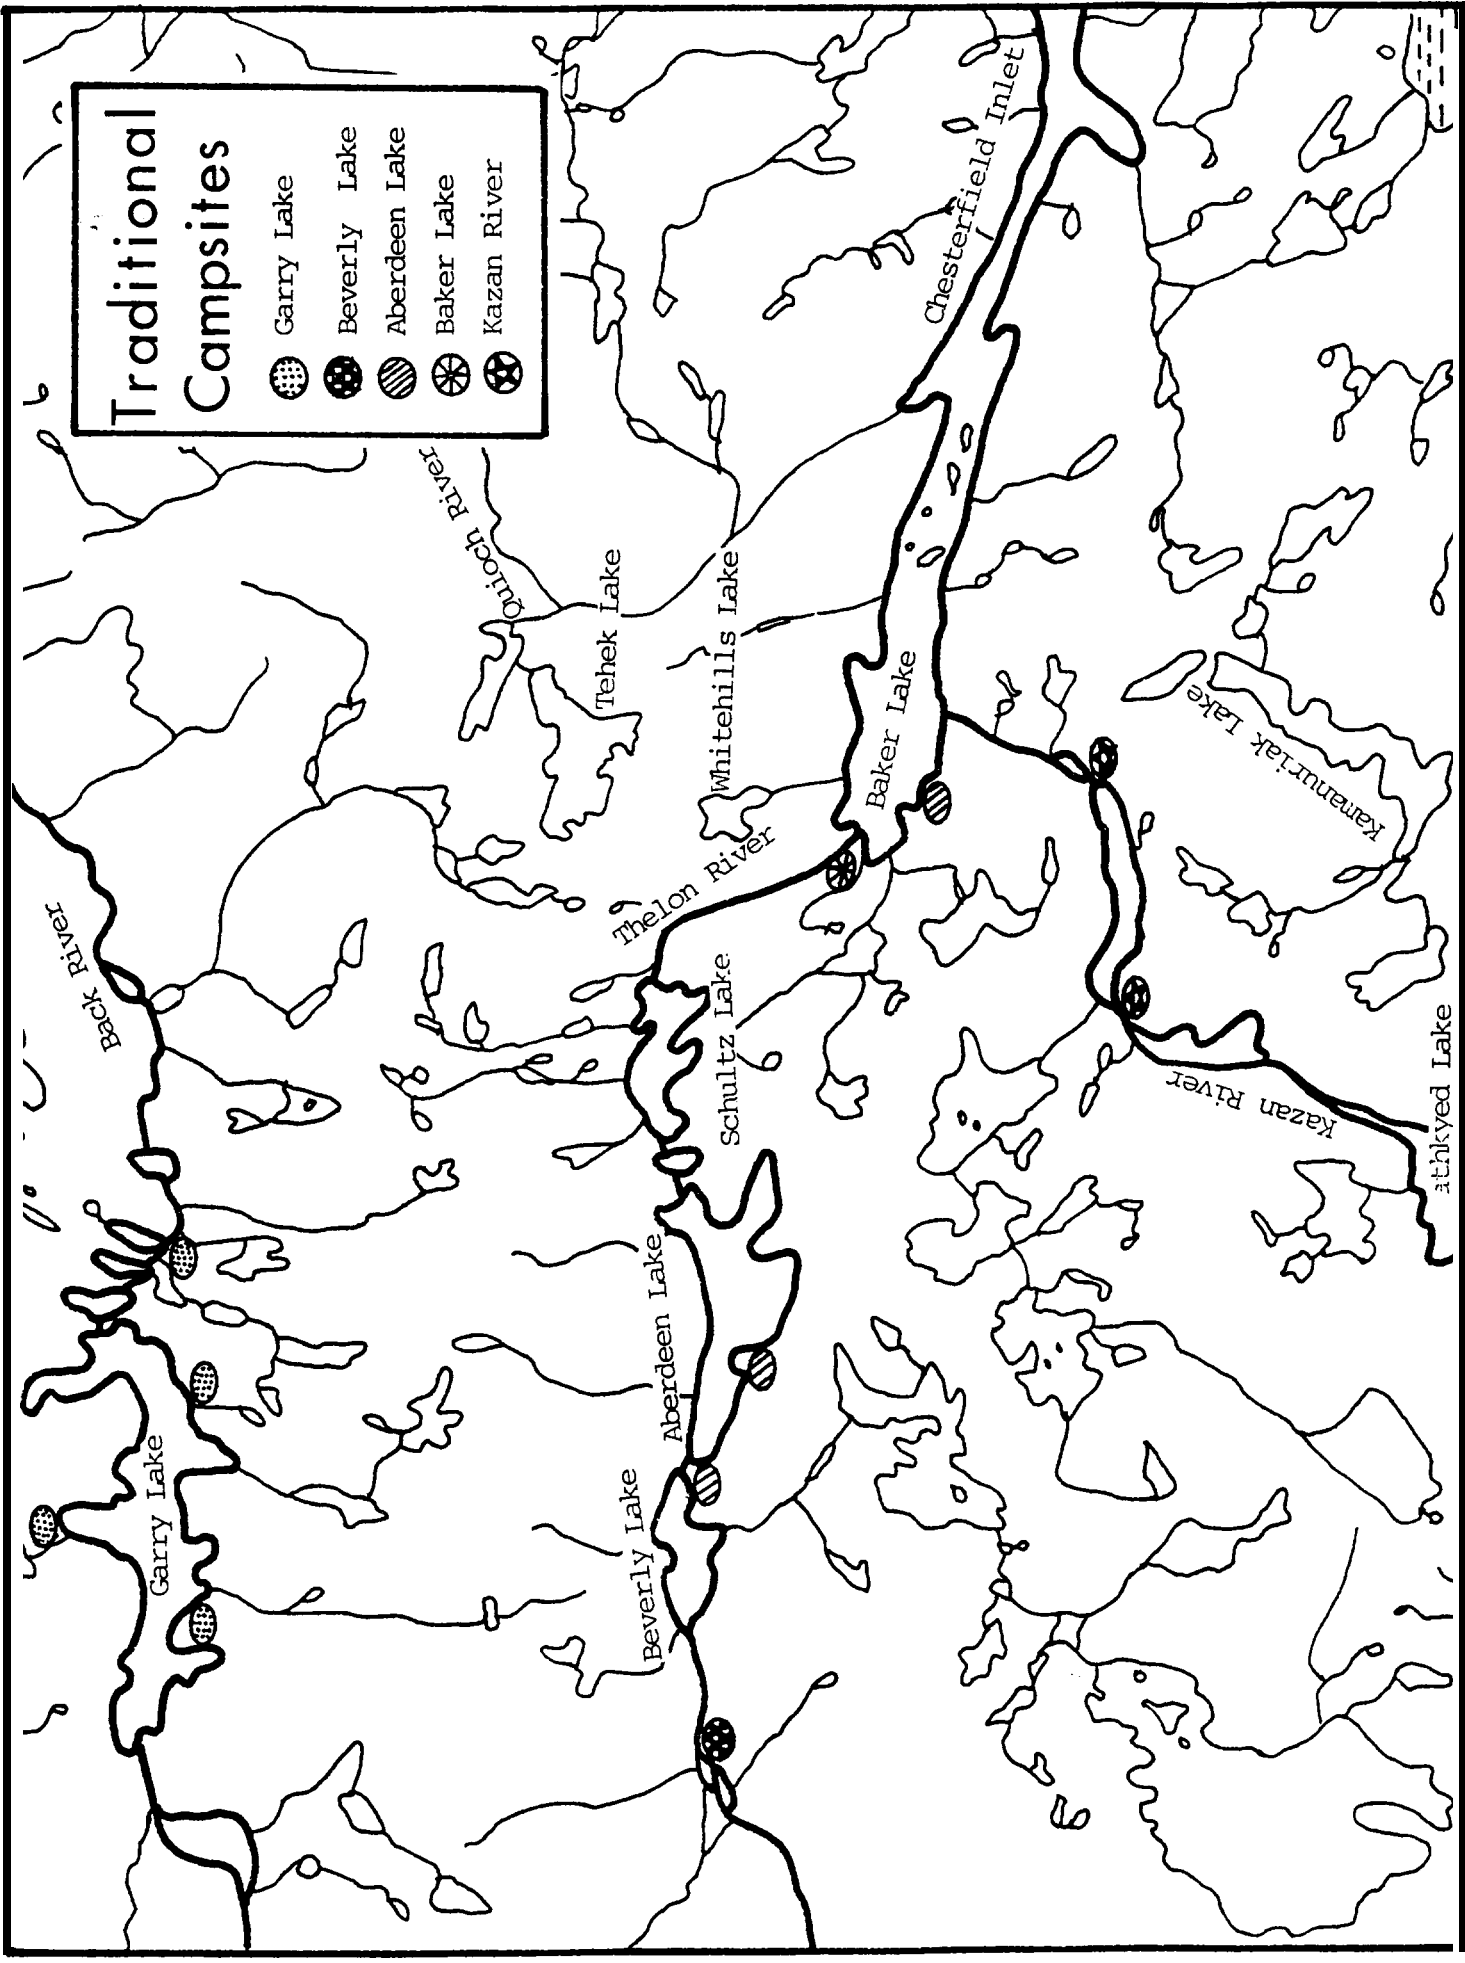 Traditional
Campsites
Garry Lake
Beverly Lake
Aberdeen Lake
Baker Lake
Kazan River
Back River
Garry Lake
Quioch River
Tehek Lake
Whitehills Lake
Thelon River
Schultz Lake
Aberdeen Lake
Beverly Lake
Chesterfield Inlet
Baker Lake
Kamanuriak Lake
Kazan River
athkyed Lake